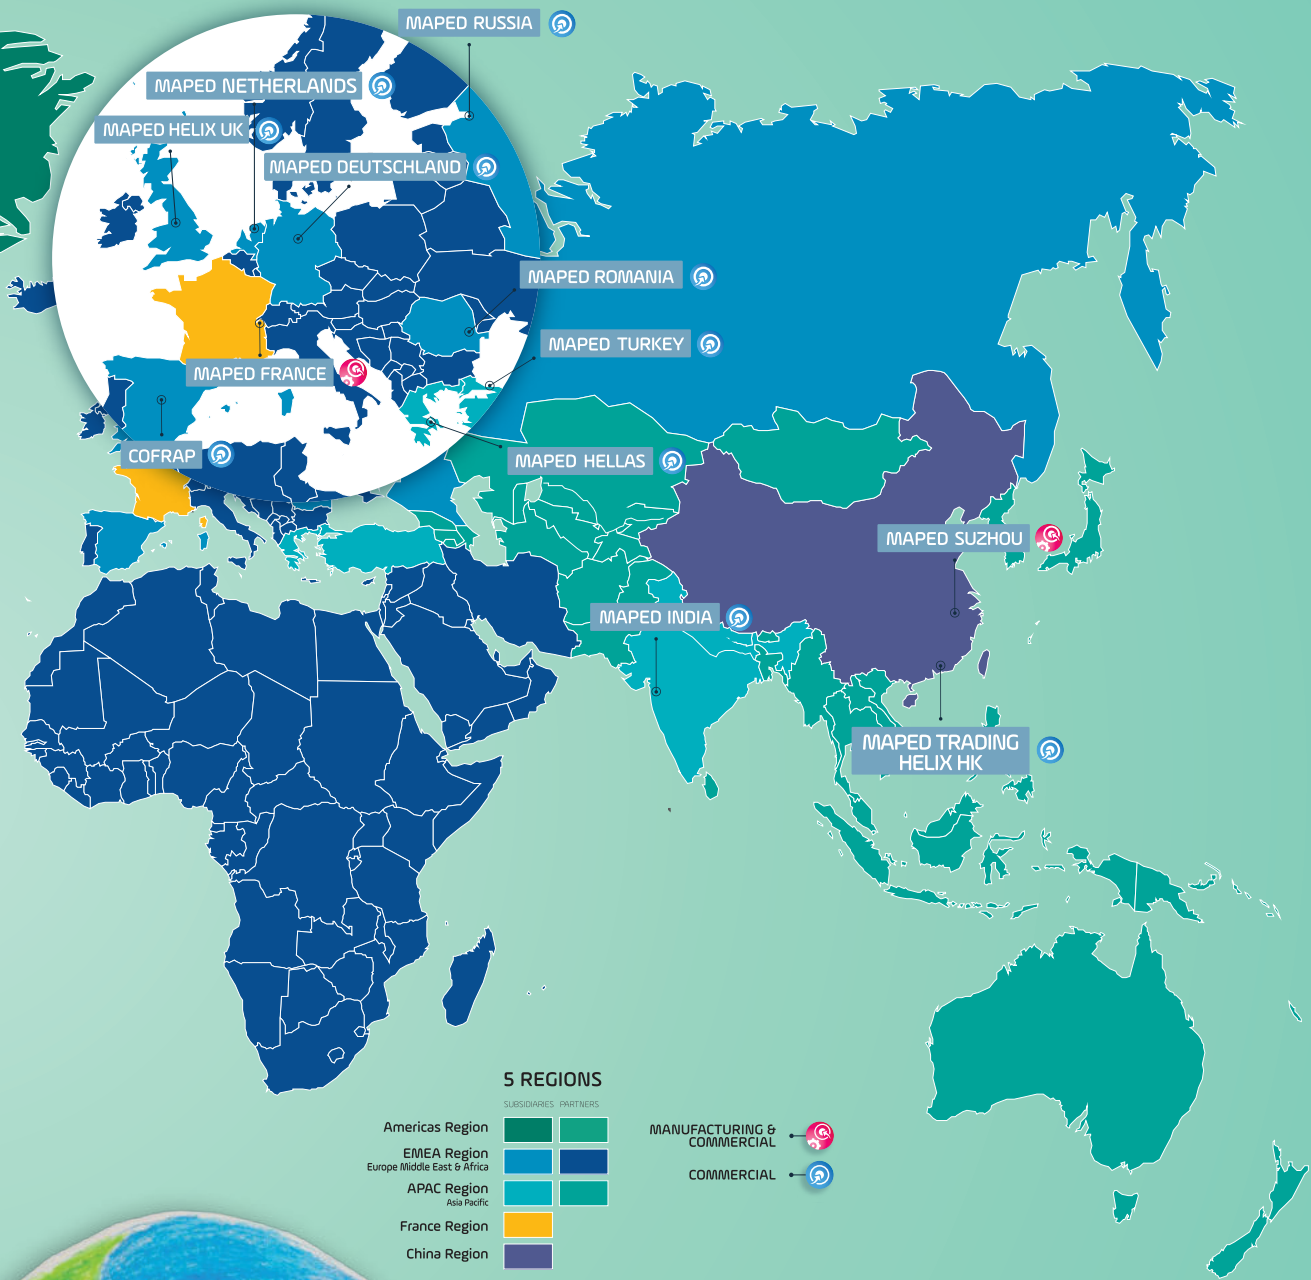 MAPED RUSSIA
MAPED NETHERLANDS
MAPED HELIX UK
MAPED DEUTSCHLAND
MAPED ROMANIA
MAPED TURKEY
MAPED FRANCE
COFRAP
MAPED HELLAS
MAPED SUZHOU
MAPED INDIA
MAPED TRADING
HELIX HK
5 REGIONS
SUBSIDIARIES PARTNERS
Americas Region
EMEA Region
Europe Middle East & Africa
APAC Region
Asia Pacific
France Region
China Region
MANUFACTURING &
COMMERCIAL
COMMERCIAL